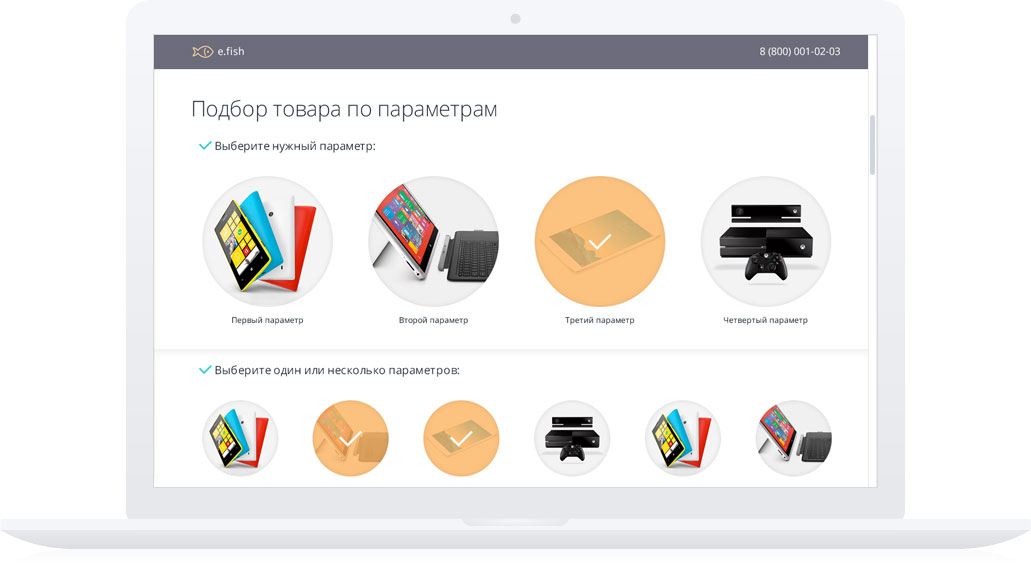 e.fish
8 (800) 001-02-03
Подбор товара по параметрам
Выберите нужный параметр:
Первый параметр
Второй параметр
Третий параметр
Четвертый параметр
Выберите один или несколько параметров: